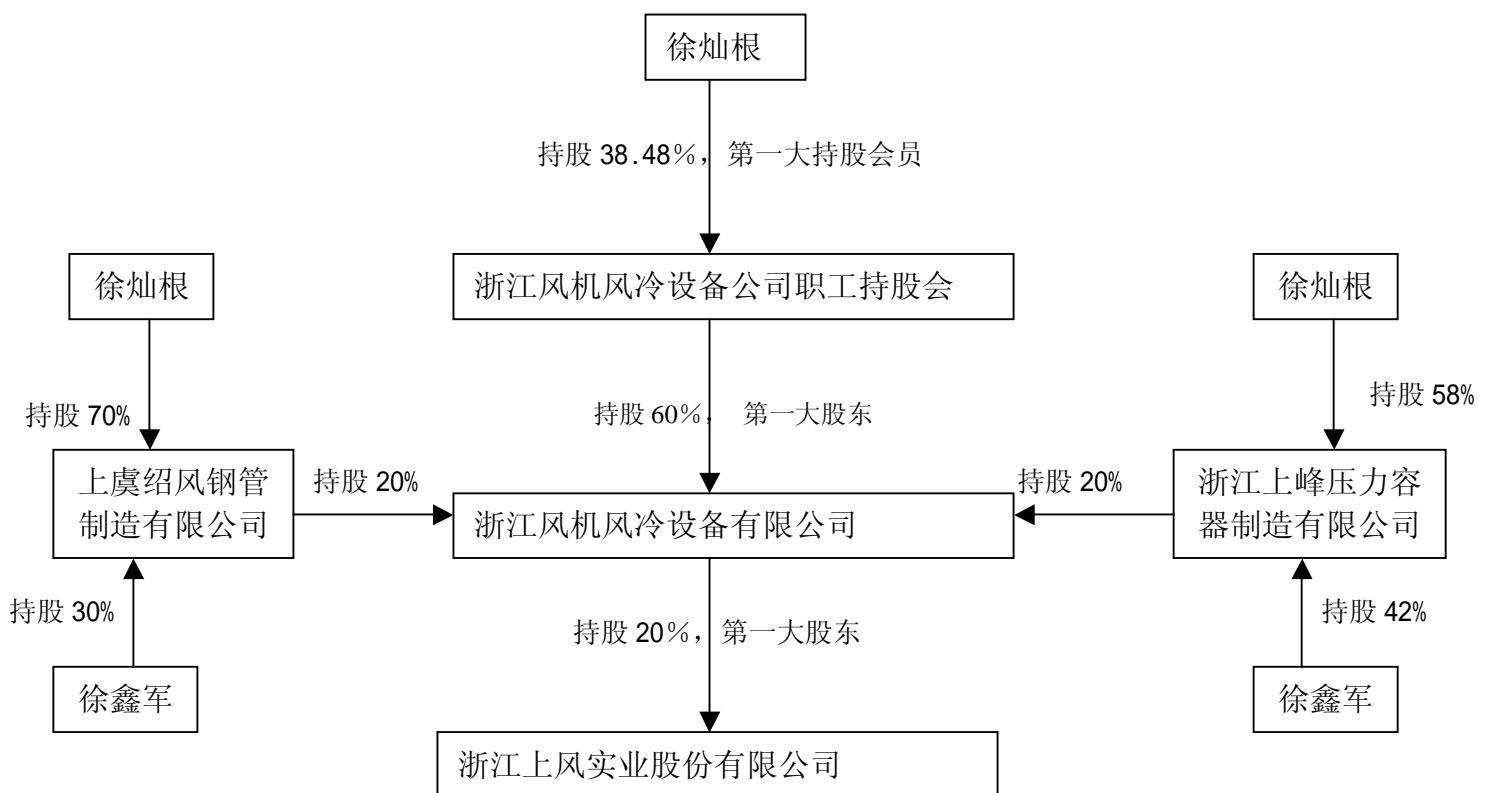 徐灿根
持股 38.48％，第一大持股会员
徐灿根
浙江风机风冷设备公司职工持股会
徐灿根
持股 70%
持股 60％， 第一大股东
持股 58%
上虞绍风钢管
制造有限公司
持股 20%
浙江风机风冷设备有限公司
持股 20%
浙江上峰压力容
器制造有限公司
持股 30%
持股 20％，第一大股东
持股 42%
徐鑫军
徐鑫军
浙江上风实业股份有限公司